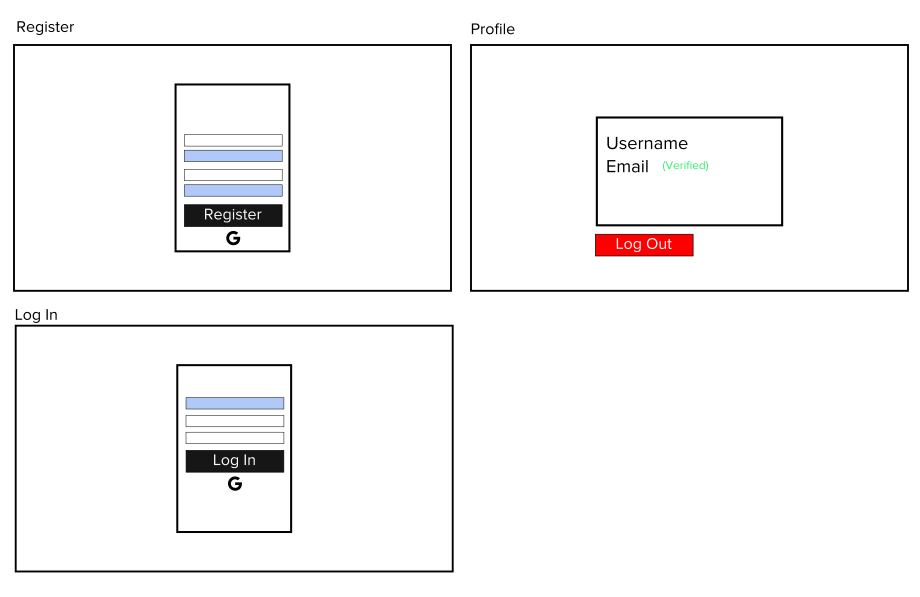 Register
Register
G
Profile
Username
Email (Verified)
Log Out
Log In
Log In
G